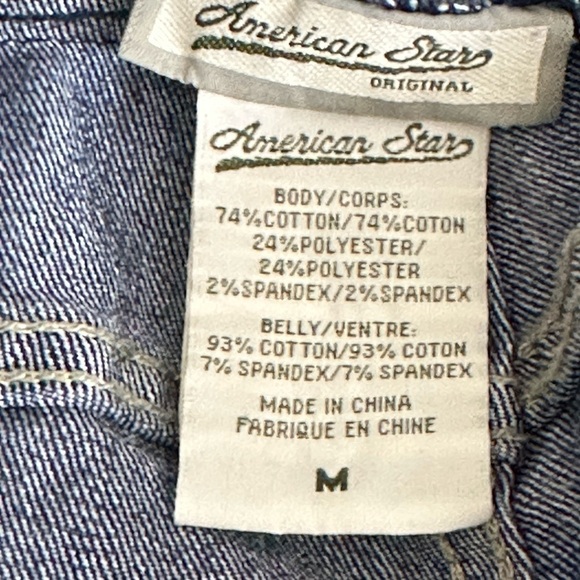 American Star
ORIGINAL
American Star
BODY/CORPS:
74%COTTON/74%COTON
24%POLYESTER/
24%POLYESTER
2%SPANDEX/2%SPANDEX
BELLY/VENTRE:
93% COTTON/93% COTON
7% SPANDEX/7% SPANDEX
MADE IN CHINA
FABRIQUE EN CHINE
M